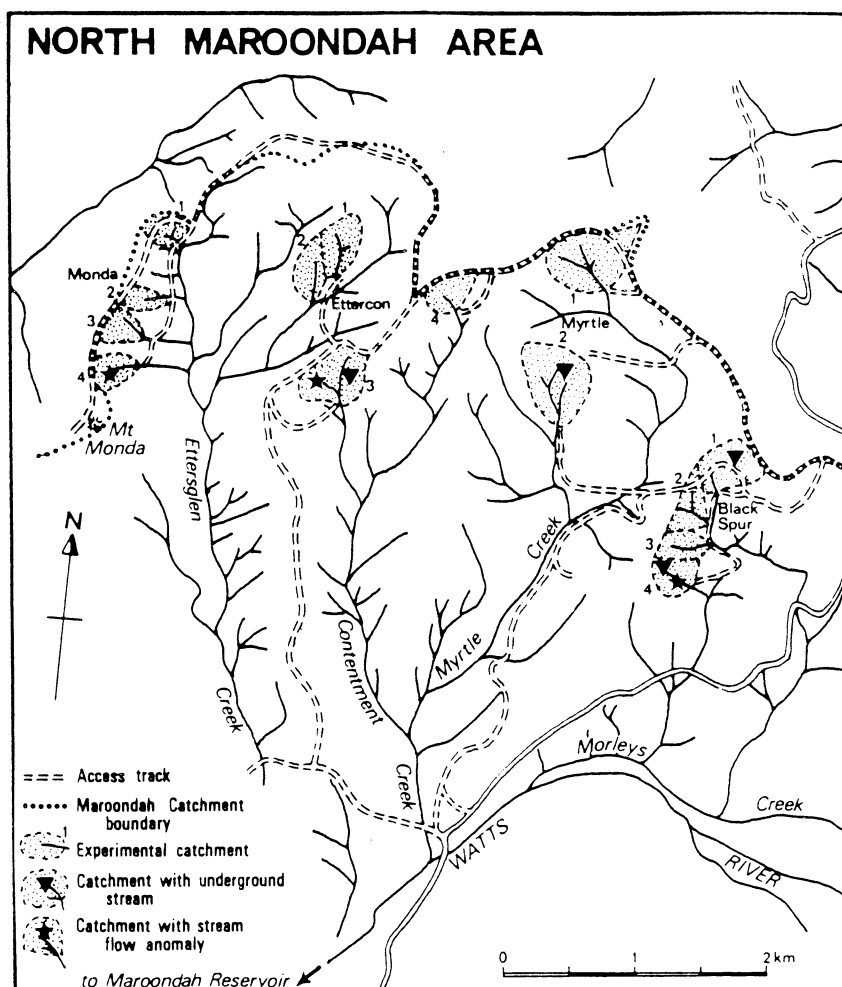 NORTH MAROONDAH AREA
1
Monda
2
3
4
Mt
Monda
1
2
Ettercon
3
4
1
Myrtle
2
1
2
Black
Spur
3
4
Ettersglen
Creek
N
Contentment
Creek
Myrtle
Creek
Morleys
Creek
WATTS
RIVER
Access track
Maroondah Catchment
boundary
1
Experimental catchment
Catchment with underground
stream
Catchment with stream
flow anomaly
to Maroondah Reservoir
0
1
2 km